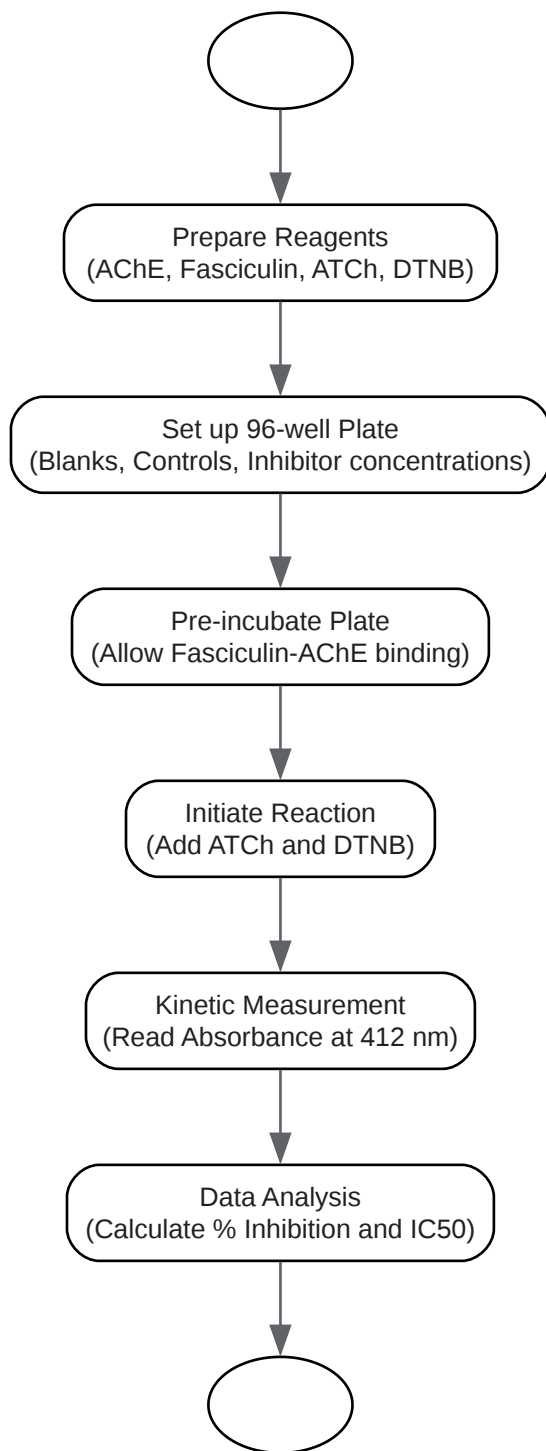 Prepare Reagents
(AChE, Fasciculin, ATCh, DTNB)
Set up 96-well Plate
(Blanks, Controls, Inhibitor concentrations)
Pre-incubate Plate
(Allow Fasciculin-AChE binding)
Initiate Reaction
(Add ATCh and DTNB)
Kinetic Measurement
(Read Absorbance at 412 nm)
Data Analysis
(Calculate % Inhibition and IC50)